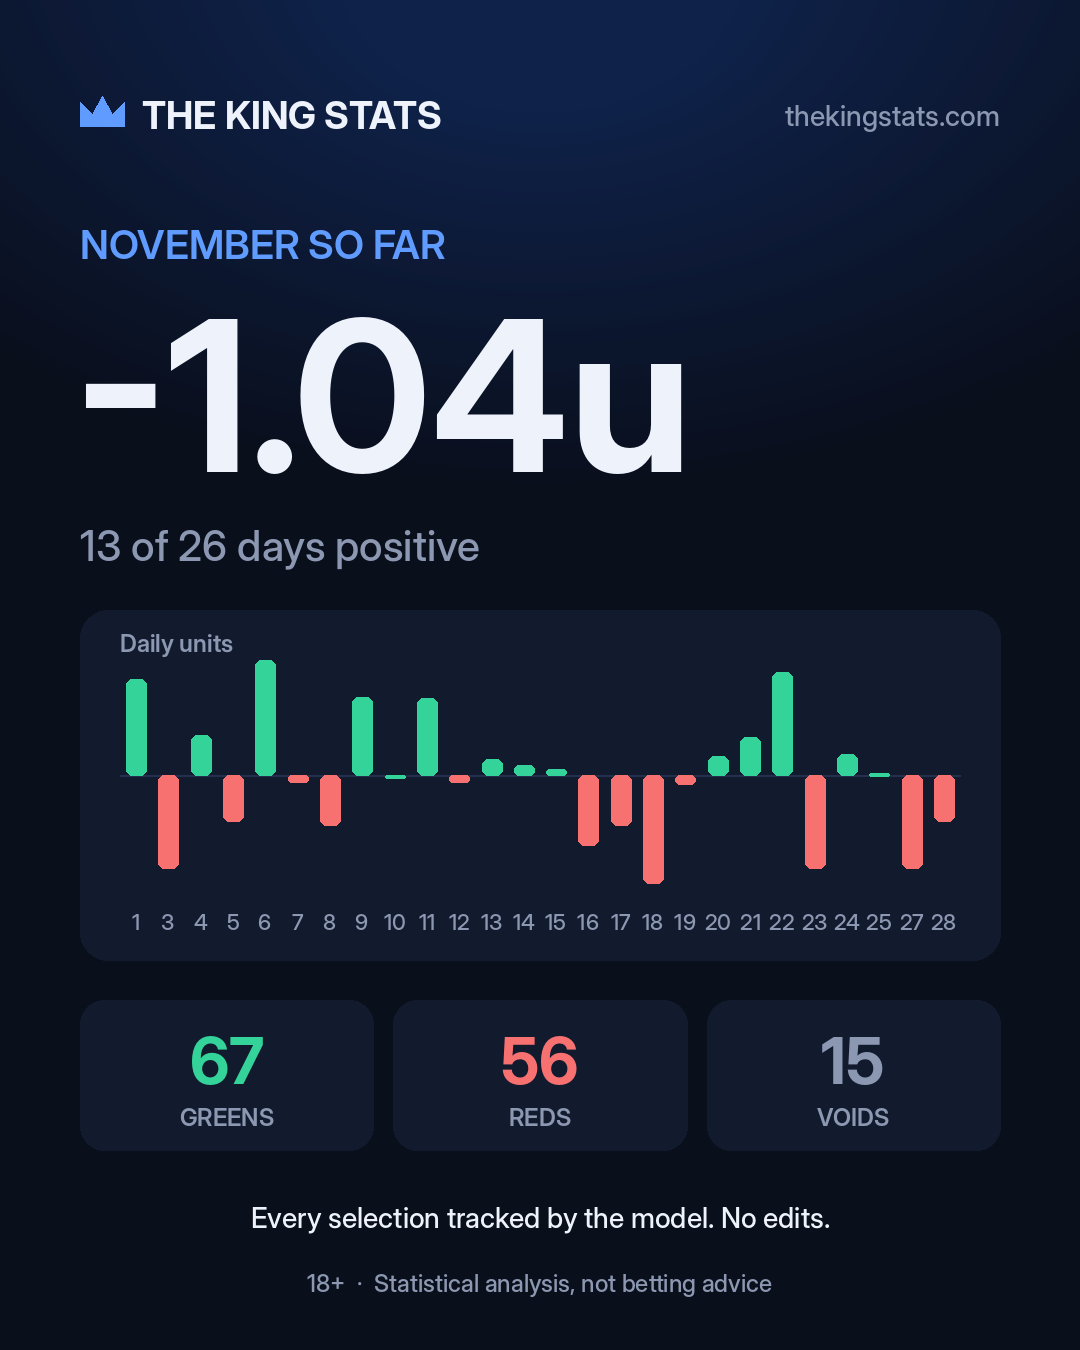 THE KING STATS
thekingstats.com
NOVEMBER SO FAR
-1.04u
13 of 26 days positive
Daily units
1 3 4 5 6 7 8 9 10 11 12 13 14 15 16 17 18 19 20 21 22 23 24 25 27 28
67
GREENS
56
REDS
15
VOIDS
Every selection tracked by the model. No edits.
18+ · Statistical analysis, not betting advice